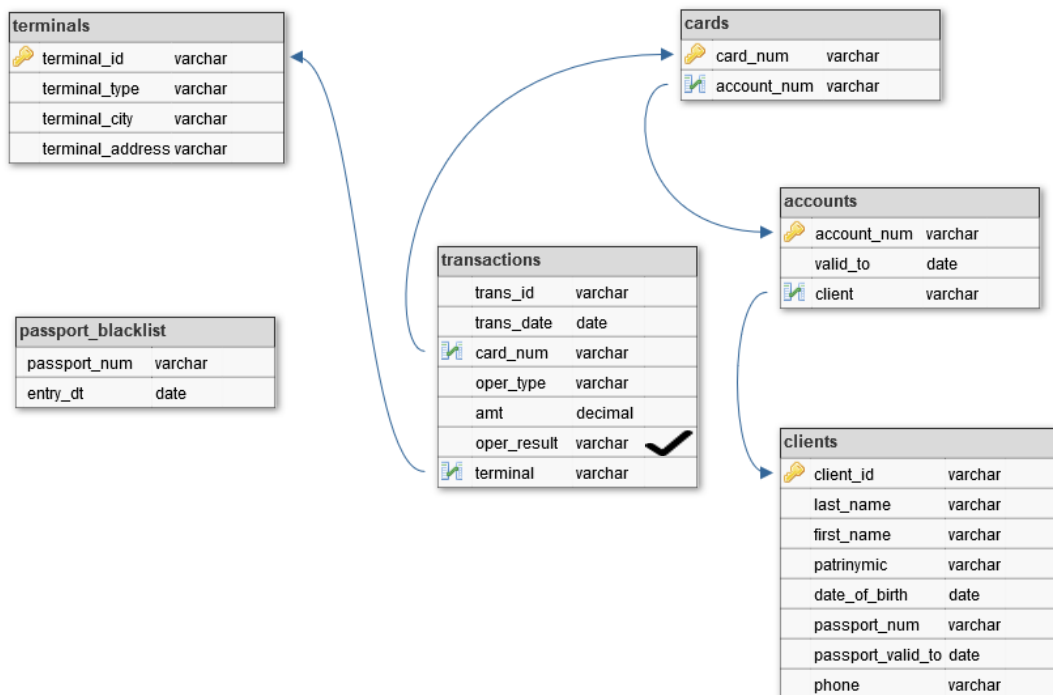 terminals
terminal_id varchar
terminal_type varchar
terminal_city varchar
terminal_address varchar
cards
card_num varchar
account_num varchar
accounts
account_num varchar
valid_to date
client varchar
transactions
trans_id varchar
trans_date date
card_num varchar
oper_type varchar
amt decimal
oper_result varchar
terminal varchar
passport_blacklist
passport_num varchar
entry_dt date
clients
client_id varchar
last_name varchar
first_name varchar
patrinymic varchar
date_of_birth date
passport_num varchar
passport_valid_to date
phone varchar